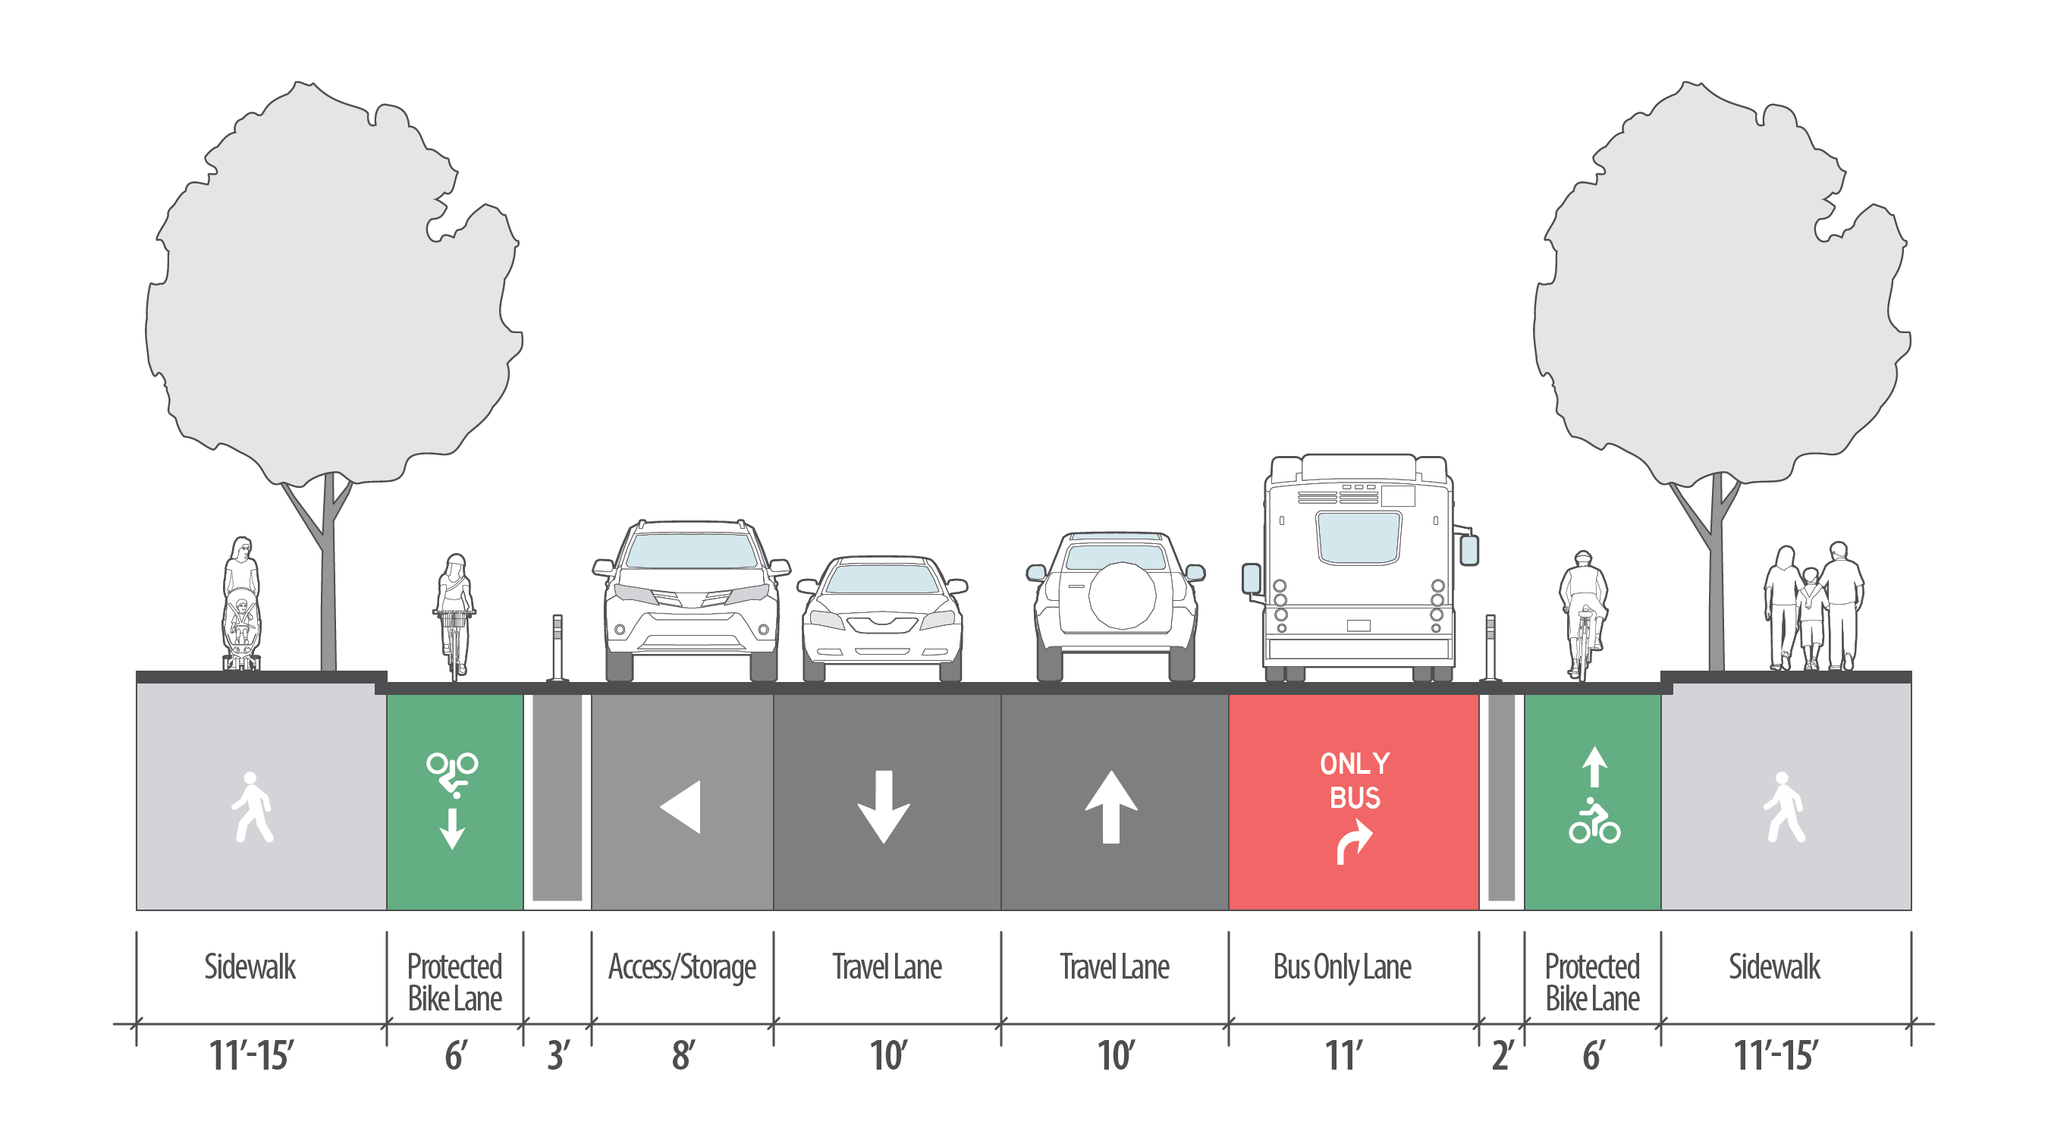 ONLY
BUS
Sidewalk
Protected
Bike Lane
Access/Storage
Travel Lane
Travel Lane
Bus Only Lane
Protected
Bike Lane
Sidewalk
11’-15’
6’
3’
8’
10’
10’
11’
2’
6’
11’-15’